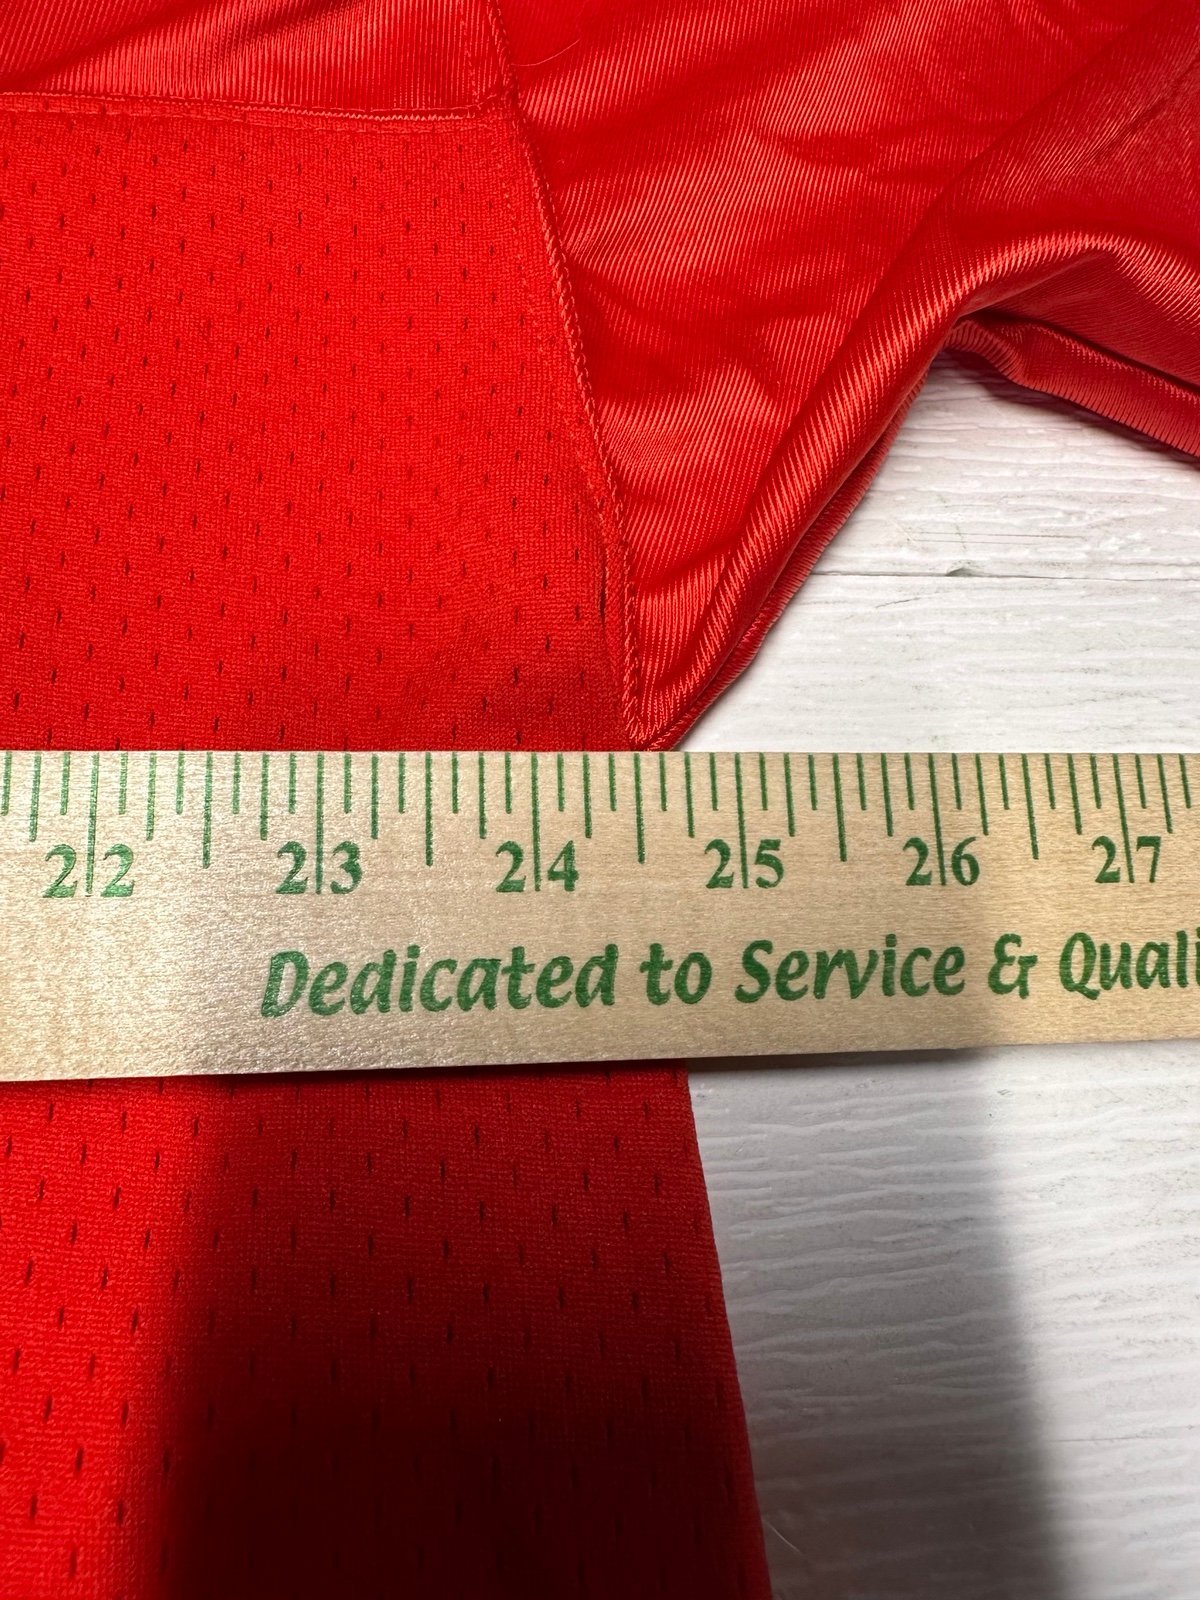 22 23 24 25 26 27
Dedicated to Service & Quali